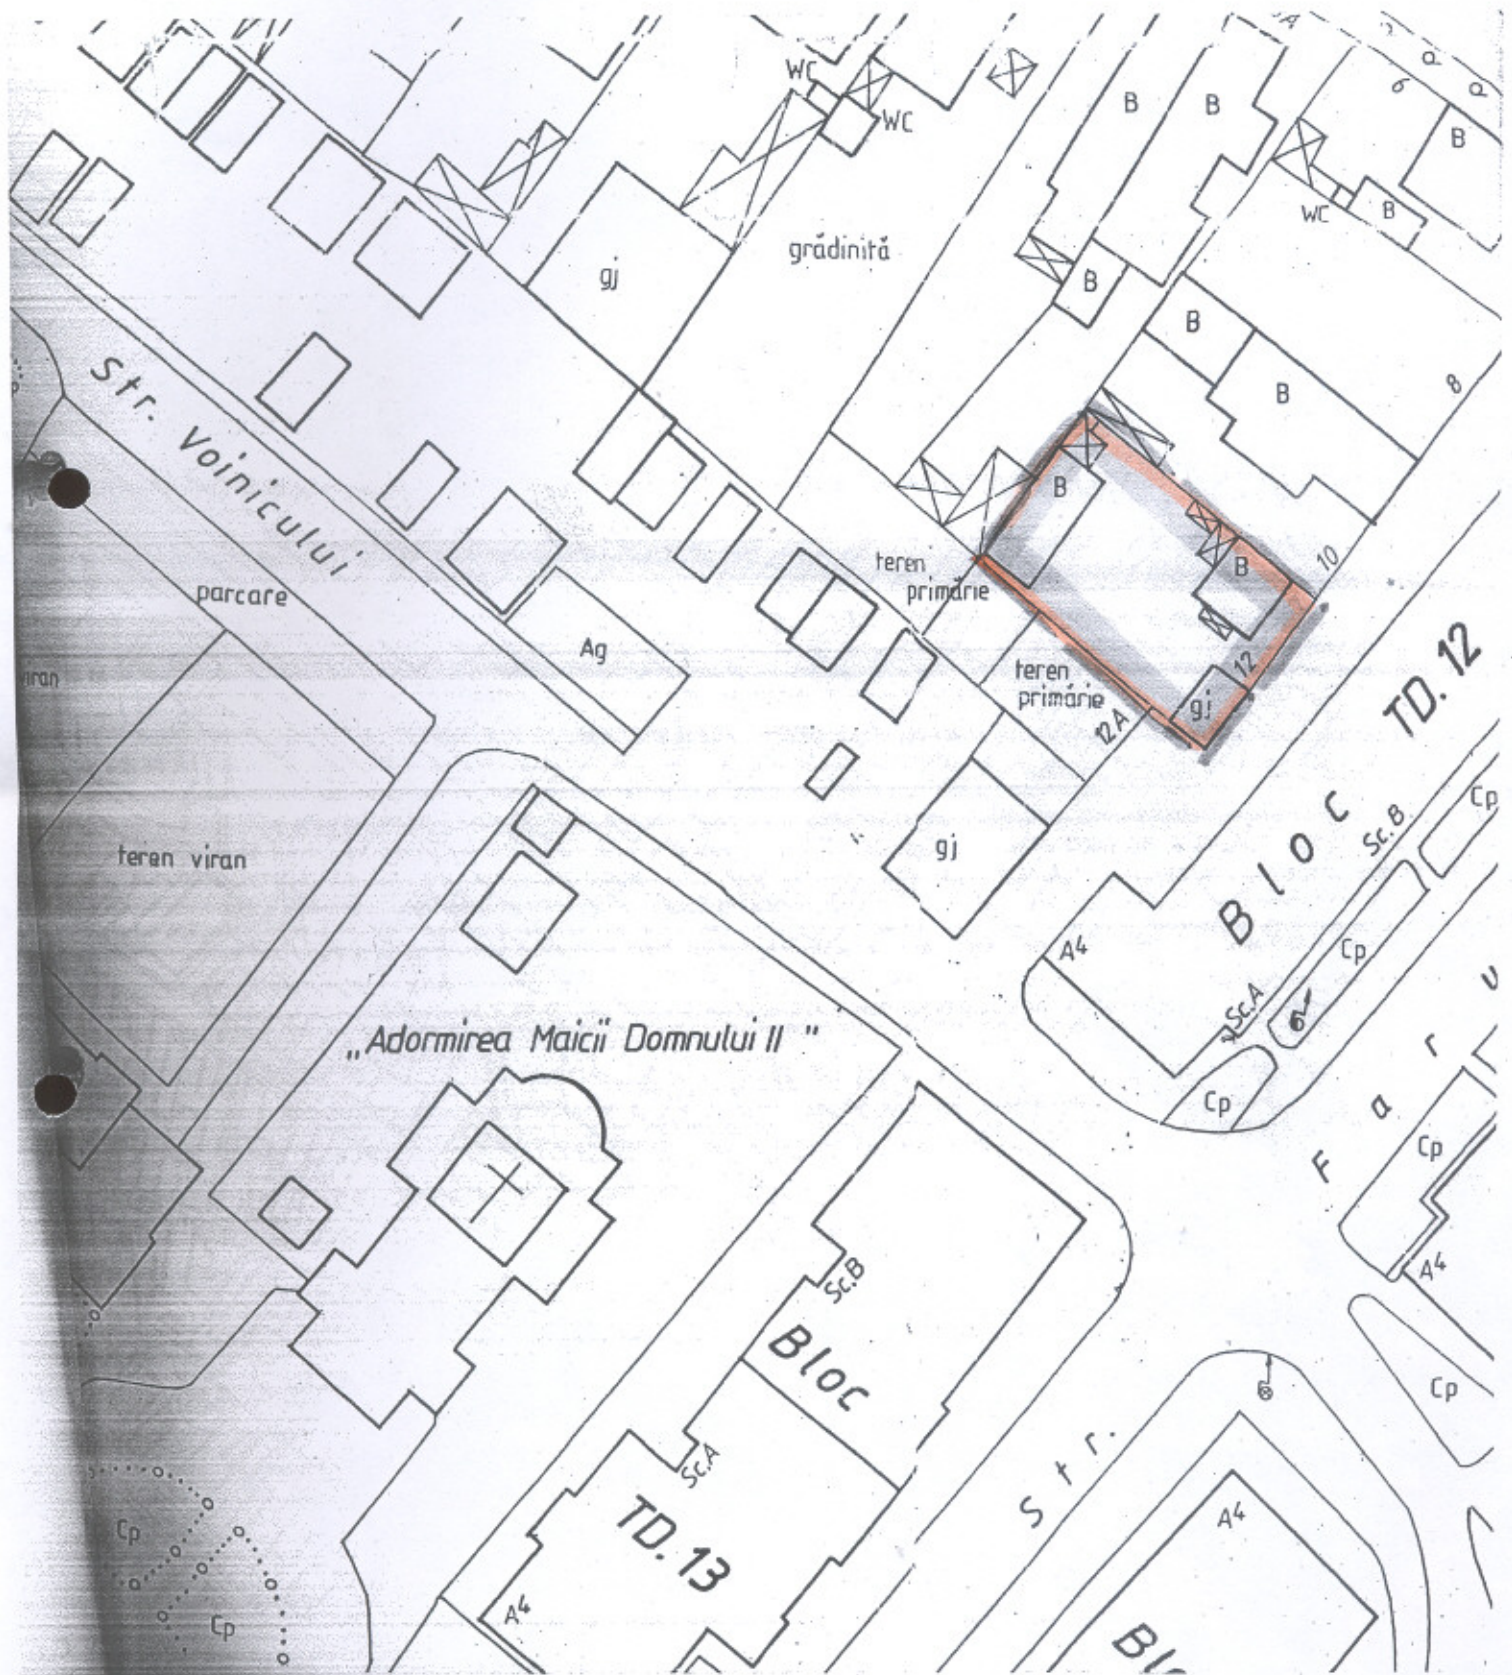 WC
WC
B
B
B
WC
B
grădinită
gj
B
B
8
B
Str. Voinicului
B
B
10
teren
primărie
parcare
Ag
teren
primărie
12
12A
gj
TD. 12
Bloc
Sc.B
Cp
teren viran
gj
A4
Cp
Sc.A
„Adormirea Maicii Domnului II”
Cp
Cp
Sc.B
A4
Bloc
Cp
Str.
Faru
Sc.A
A4
TD. 13
A4
Cp
Cp